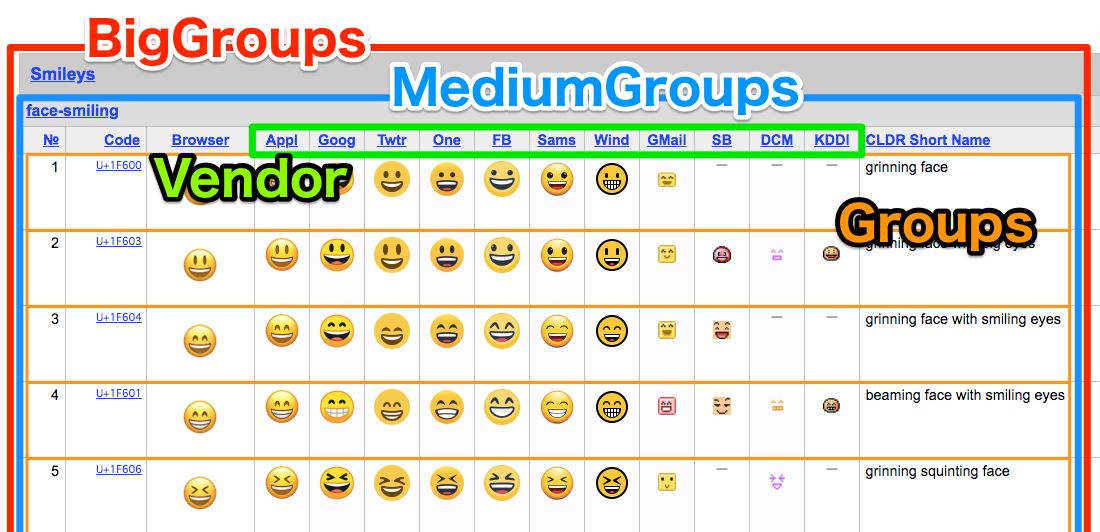 BigGroups
Smileys
MediumGroups
face-smiling
№ Code Browser Appl Goog Twtr One FB Sams Wind GMail SB DCM KDDI CLDR Short Name
1 U+1F600 — — — grinning face
Vendor
Groups
2 U+1F603 grinning face with big eyes
3 U+1F604 — — grinning face with smiling eyes
4 U+1F601 beaming face with smiling eyes
5 U+1F606 — — grinning squinting face